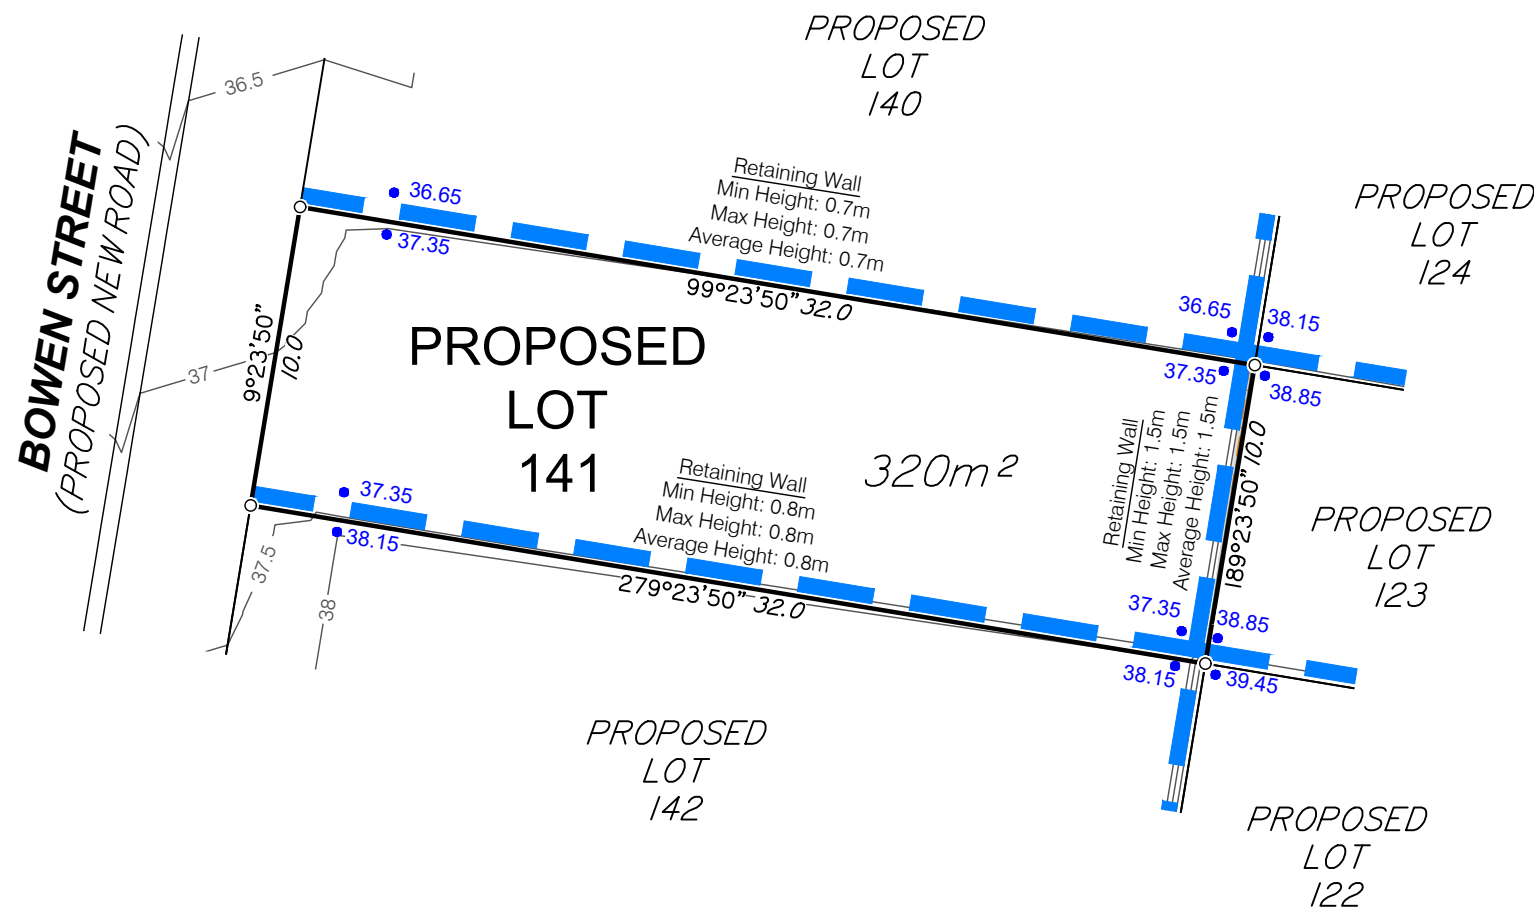 PROPOSED
LOT
140
36.5
BOWEN STREET
(PROPOSED NEW ROAD)
36.65
37.35
Retaining Wall
Min Height: 0.7m
Max Height: 0.7m
Average Height: 0.7m
99°23'50" 32.0
PROPOSED
LOT
124
36.65
38.15
37.35
38.85
9°23'50"
10.0
37
PROPOSED
LOT
141
320m²
Retaining Wall
Min Height: 1.5m
Max Height: 1.5m
Average Height: 1.5m
189°23'50" 10.0
37.35
38.15
Retaining Wall
Min Height: 0.8m
Max Height: 0.8m
Average Height: 0.8m
279°23'50" 32.0
37.5
38
PROPOSED
LOT
123
37.35
38.85
38.15
39.45
PROPOSED
LOT
142
PROPOSED
LOT
122